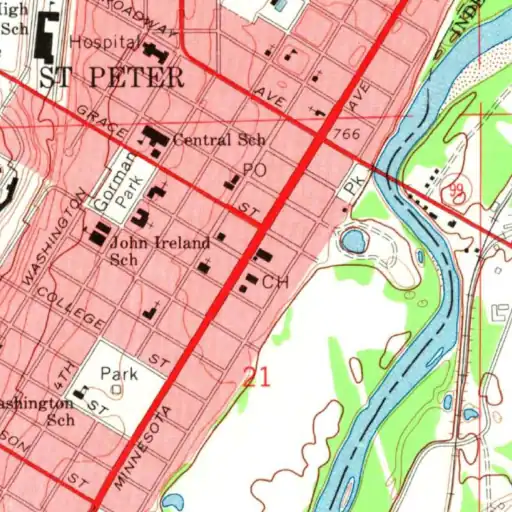 High
Sch
BROADWAY
Hospital
ST PETER
AVE
AVE
GRACE
766
Central Sch
Gorman
Park
PO
Pk
99
ST
WASHINGTON
John Ireland
Sch
CH
COLLEGE
ST
21
4TH
Park
ashington
Sch
ST
MINNESOTA
SON
ST